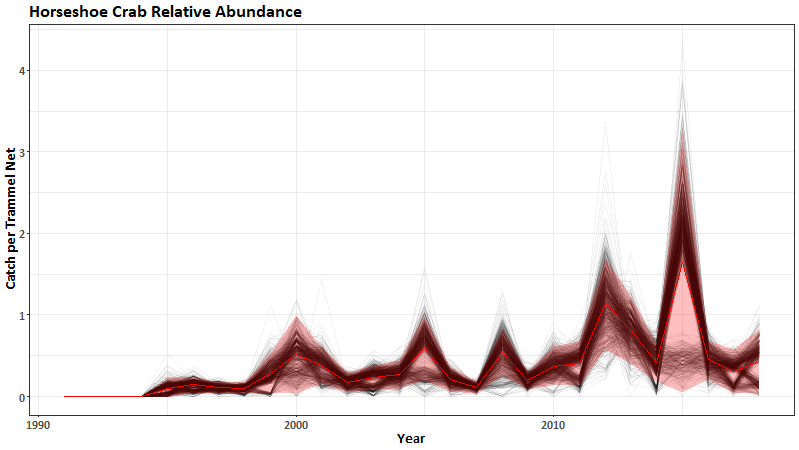 Horseshoe Crab Relative Abundance
Catch per Trammel Net
4
3
2
1
0
1990
2000
2010
Year